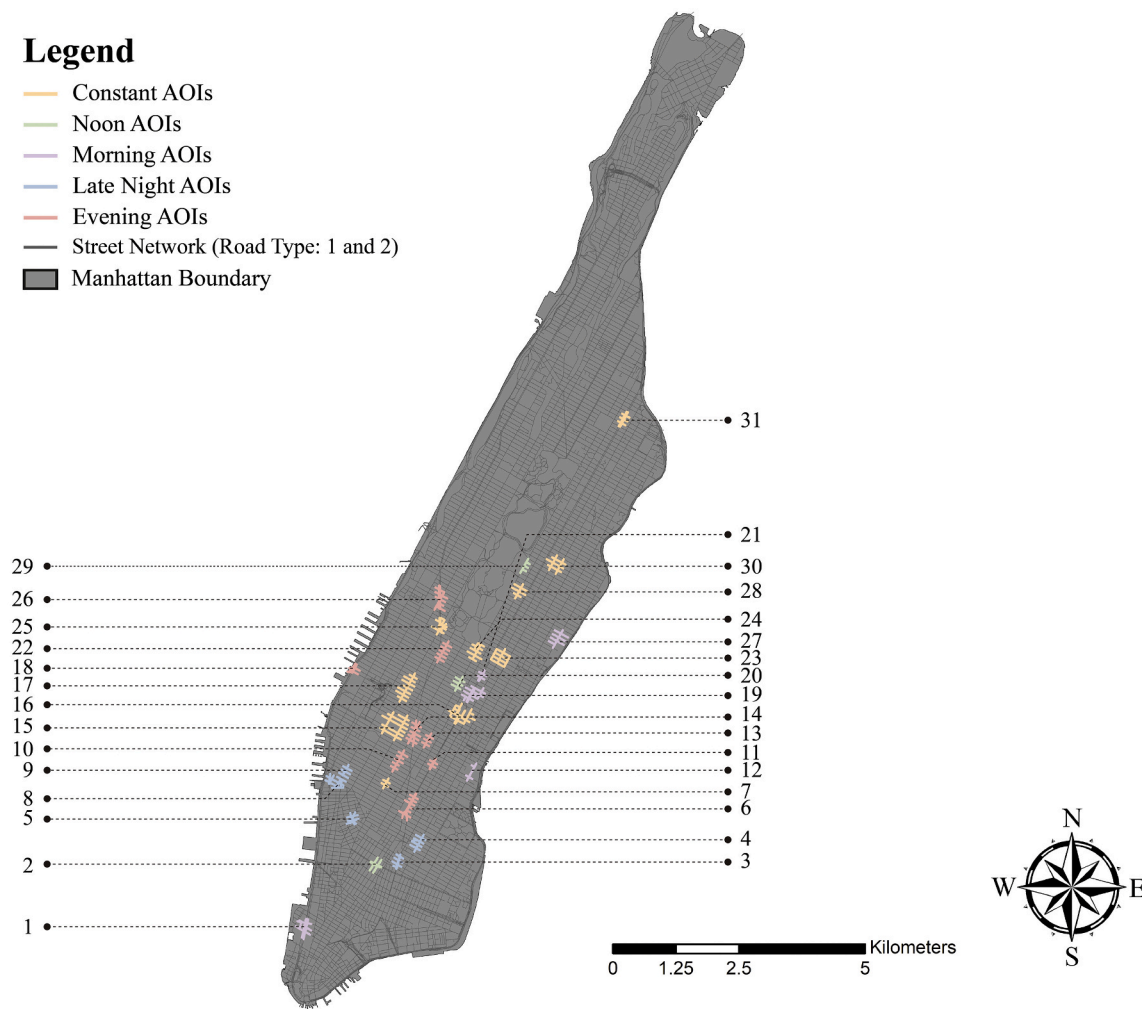 Legend
Constant AOIs
Noon AOIs
Morning AOIs
Late Night AOIs
Evening AOIs
Street Network (Road Type: 1 and 2)
Manhattan Boundary
31
21
29
30
26
28
24
25
27
22
23
18
20
17
19
16
14
15
13
10
11
9
12
7
8
6
5
4
2
3
1
N
W
E
S
Kilometers
0
1.25
2.5
5